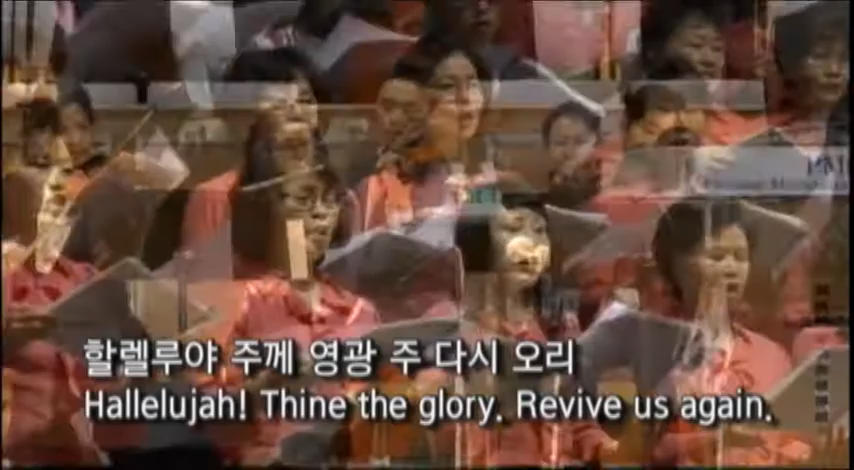 할렐루야 주께 영광 주 다시 오리
Hallelujah! Thine the glory. Revive us again.